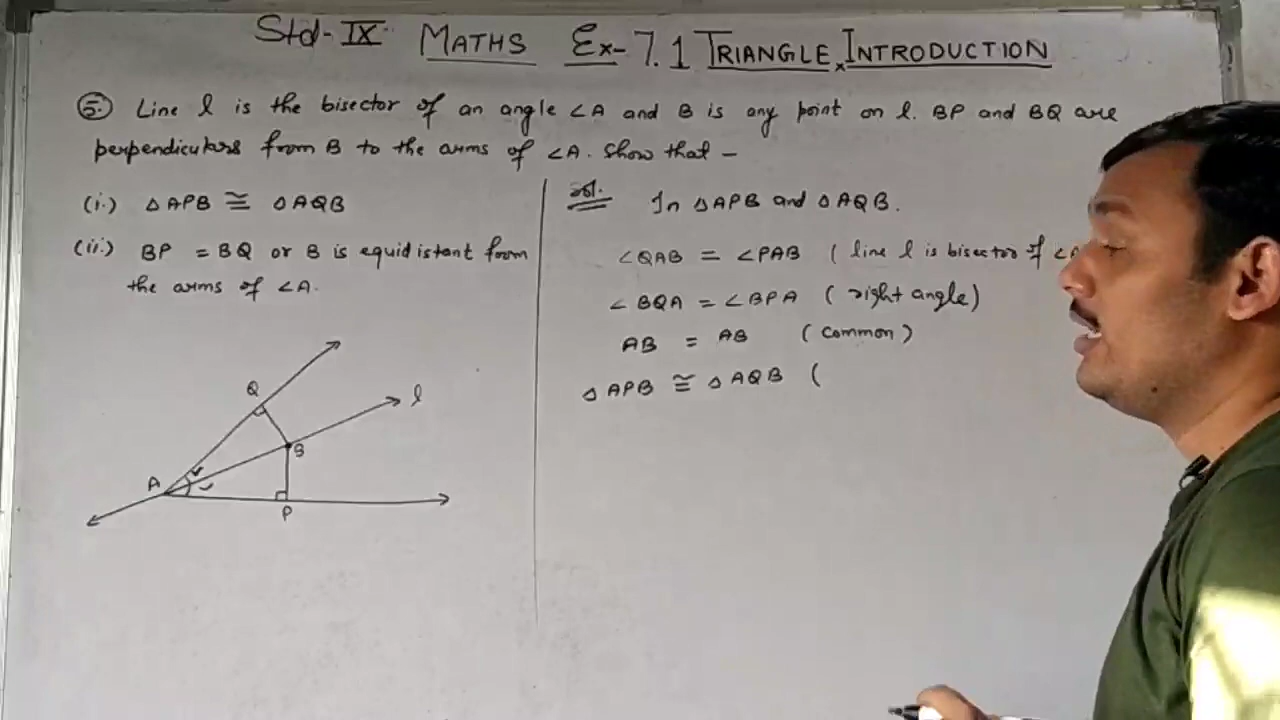 Std-IX MATHS Ex-7.1 TRIANGLE INTRODUCTION
5. Line l is the bisector of an angle ∠A and B is any point on l. BP and BQ are
perpendiculars from B to the arms of ∠A. Show that -
(i.) △APB ≅ △AQB
(ii.) BP = BQ or B is equidistant from
the arms of ∠A.
Q
l
B
A
P
Sol. In △APB and △AQB.
∠QAB = ∠PAB ( line l is bisector of ∠A
∠BQA = ∠BPA ( right angle)
AB = AB (common)
△APB ≅ △AQB (